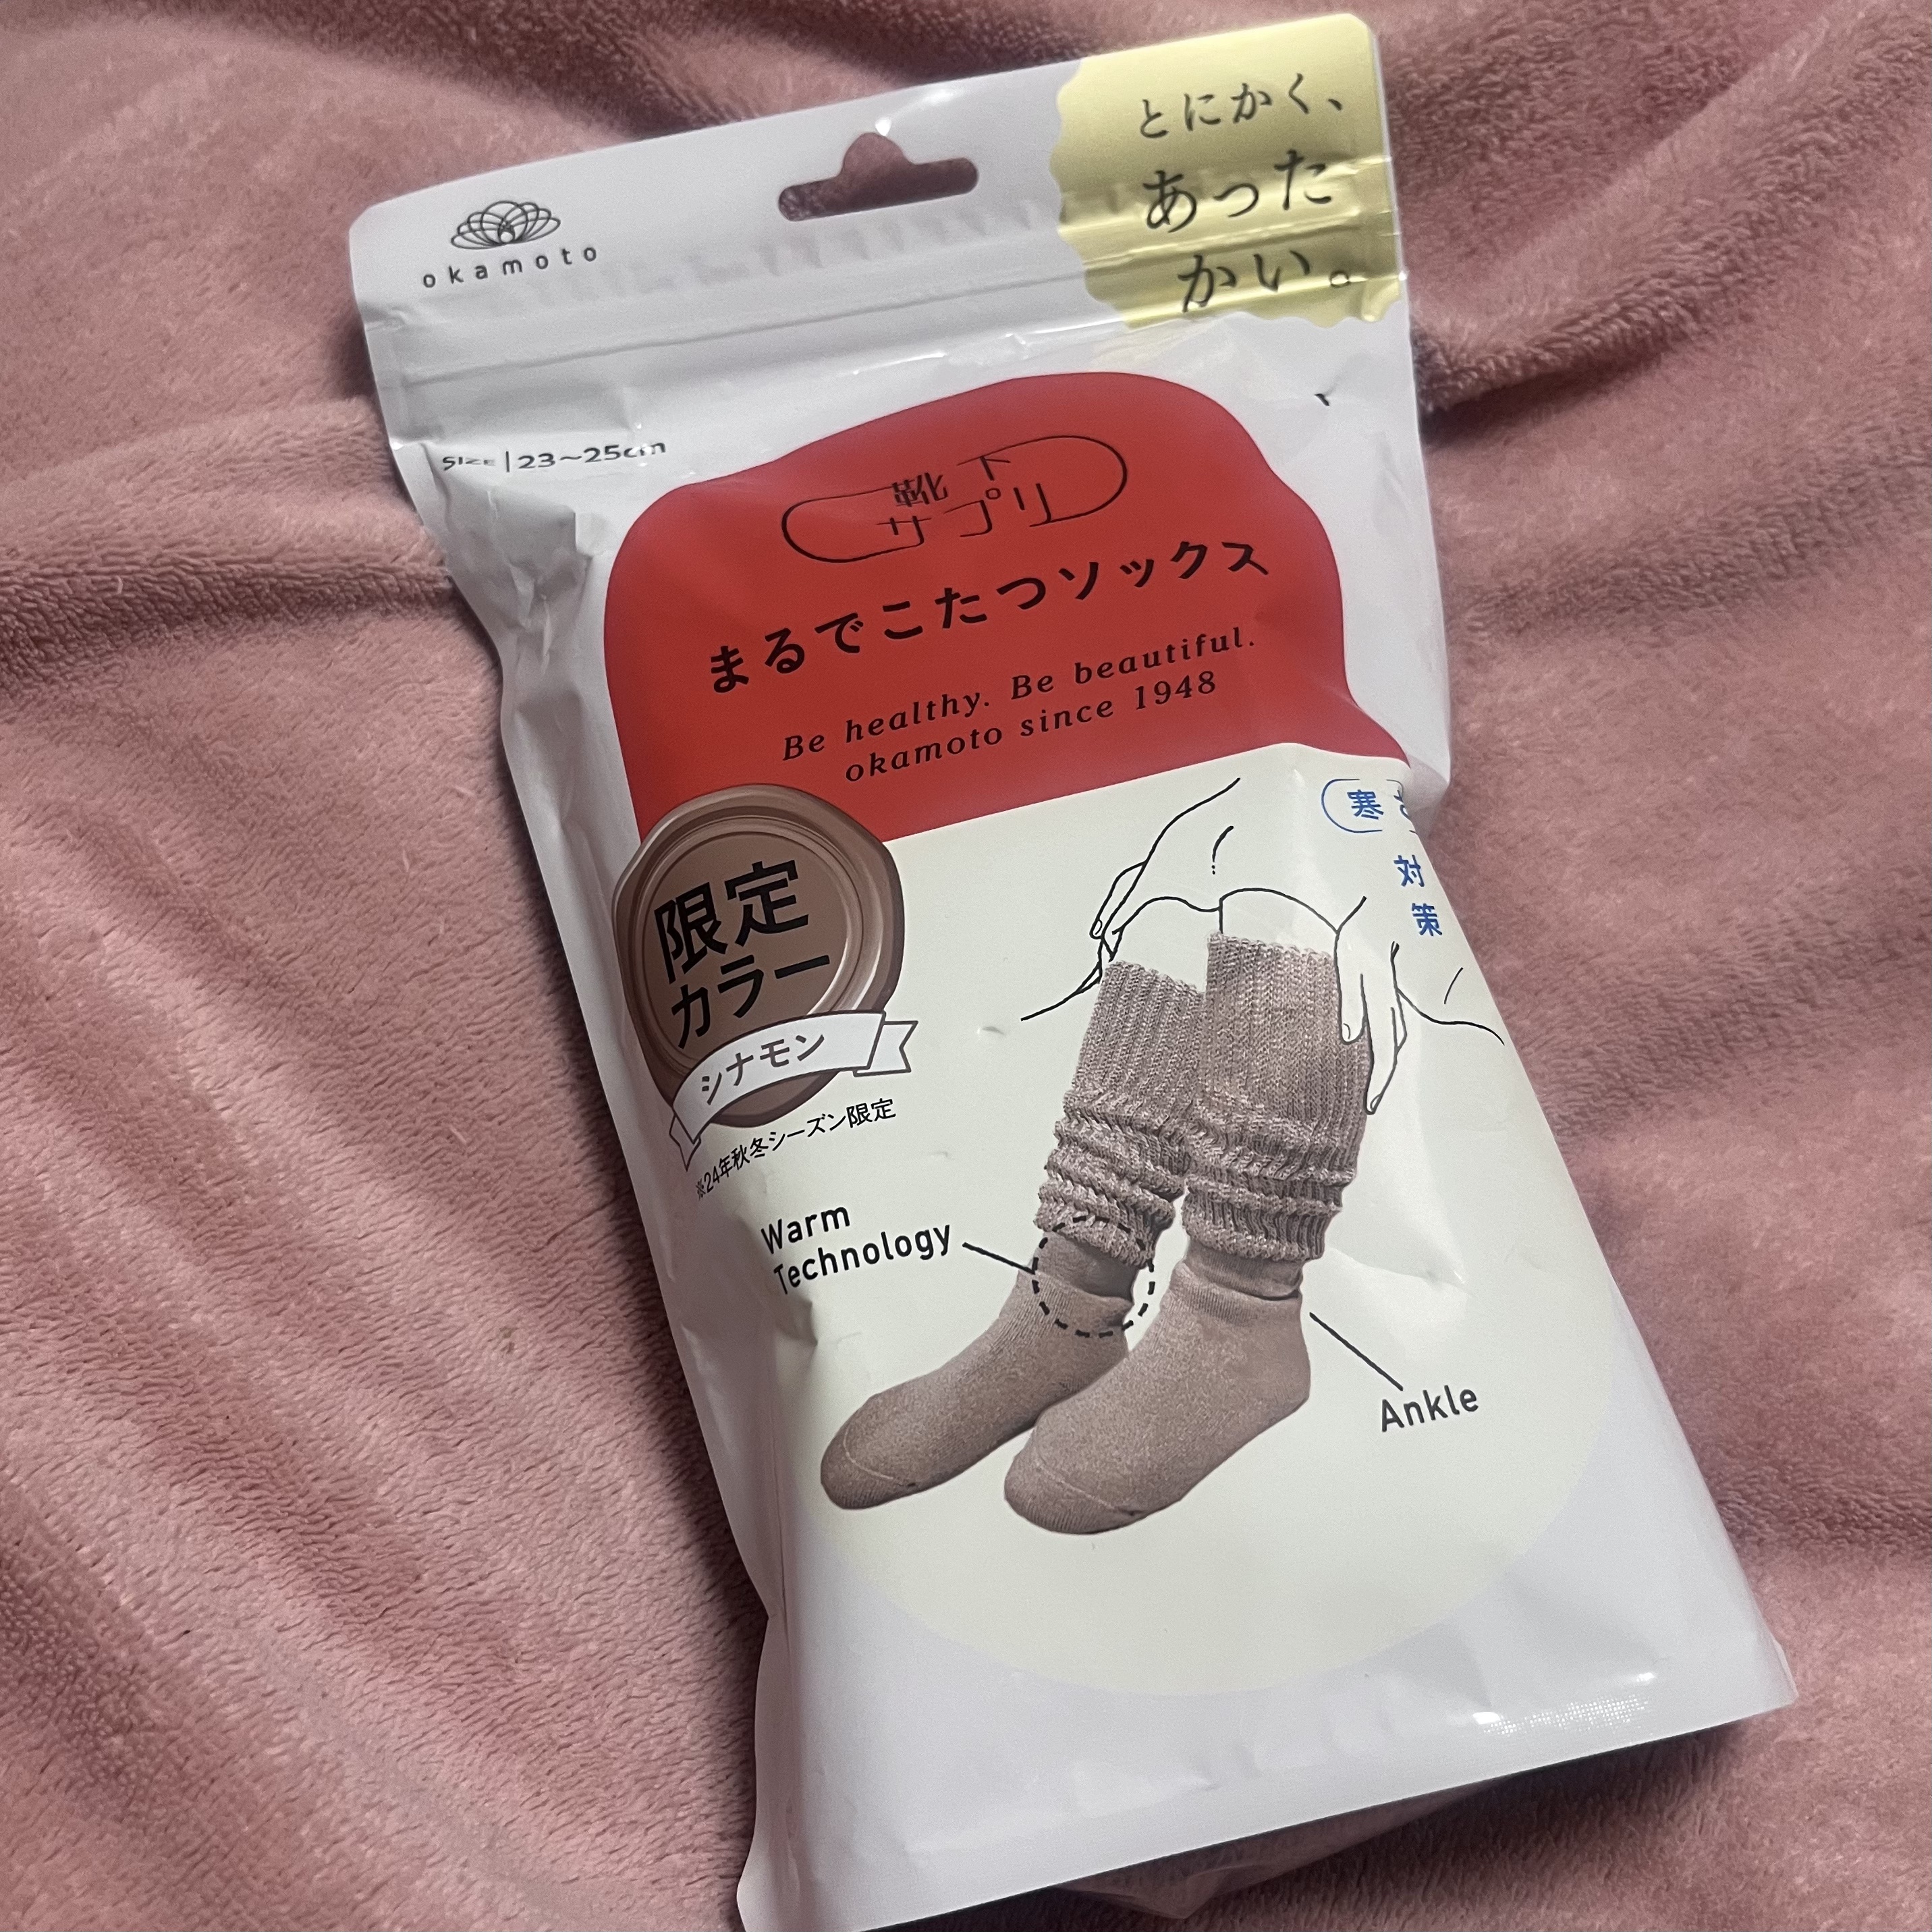 okamoto
とにかく、
あった
かい。
SIZE | 23~25cm
靴下
サプリ
まるでこたつソックス
Be healthy. Be beautiful.
okamoto since 1948
限定
カラー
シナモン
※24年秋冬シーズン限定
寒さ
対
策
Warm
Technology
Ankle